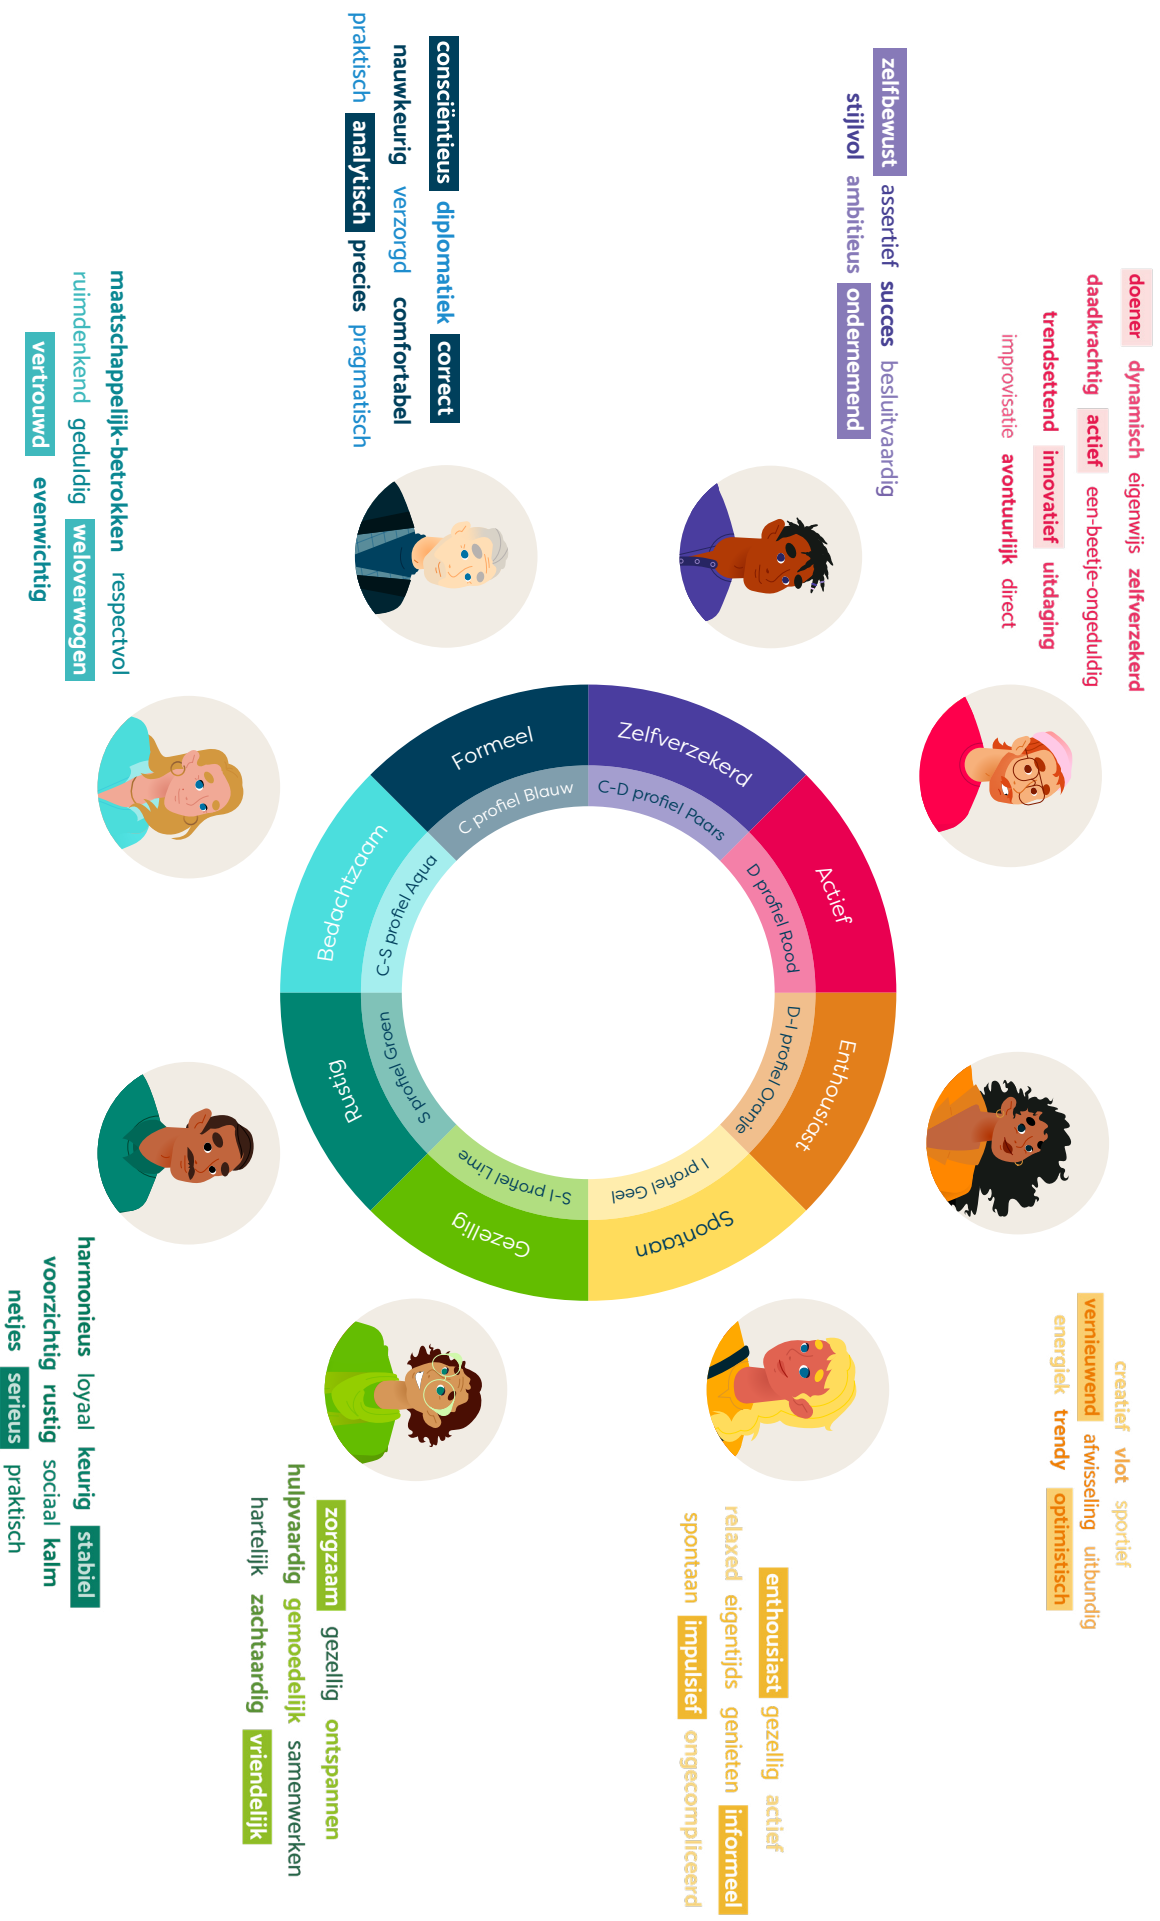 conscientieus diplomatiek correct
nauwkeurig verzorgd comfortabel
praktisch analytisch precies pragmatisch
zelfbewust assertief succes besluitvaardig
stijlvol ambitieus ondernemend
doener dynamisch eigenwijs zelfverzekerd
daadkrachtig actief een-beetje-ongeduldig
trendsettend innovatief uitdaging
improvisatie avontuurlijk direct
maatschappelijk-betrokken respectvol
ruimdenkend geduldig weloverwogen
vertrouwd evenwichtig
Formeel
C profiel Blauw
Zelfverzekerd
C-D profiel Paars
Actief
D profiel Rood
Enthousiast
D-I profiel Oranje
Spontaan
I profiel Geel
Gezellig
S-I profiel Lime
Rustig
S profiel Groen
Bedachtzaam
C-S profiel Aqua
creatief vlot sportief
vernieuwend afwisseling uitbundig
energiek trendy optimistisch
harmonieus loyaal keurig stabiel
voorzichtig rustig sociaal kalm
netjes serieus praktisch
zorgzaam gezellig ontspannen
hulpvaardig gemoedelijk samenwerken
hartelijk zachtaardig vriendelijk
enthousiast gezellig actief
relaxed eigentijds genieten informeel
spontaan impulsief ongecompliceerd